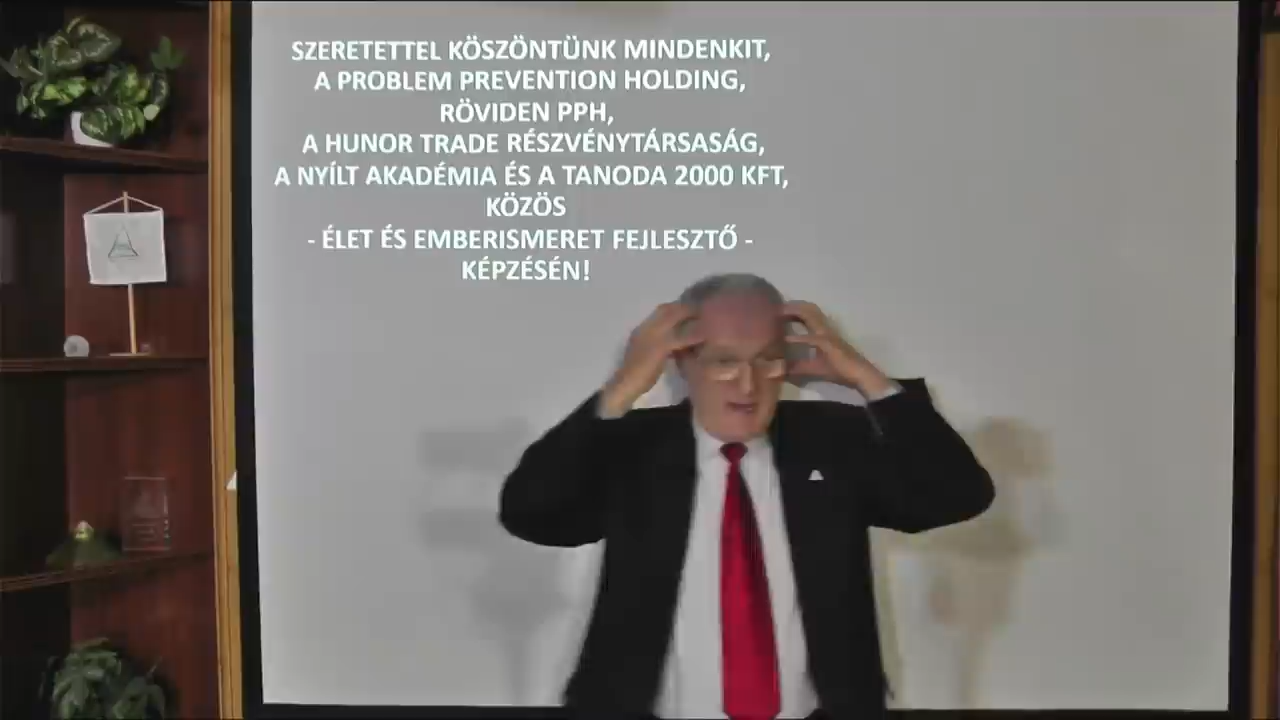 SZERETETTEL KÖSZÖNTÜNK MINDENKIT,
A PROBLEM PREVENTION HOLDING,
RÖVIDEN PPH,
A HUNOR TRADE RÉSZVÉNYTÁRSASÁG,
A NYÍLT AKADÉMIA ÉS A TANODA 2000 KFT,
KÖZÖS
- ÉLET ÉS EMBERISMERET FEJLESZTŐ -
KÉPZÉSÉN!